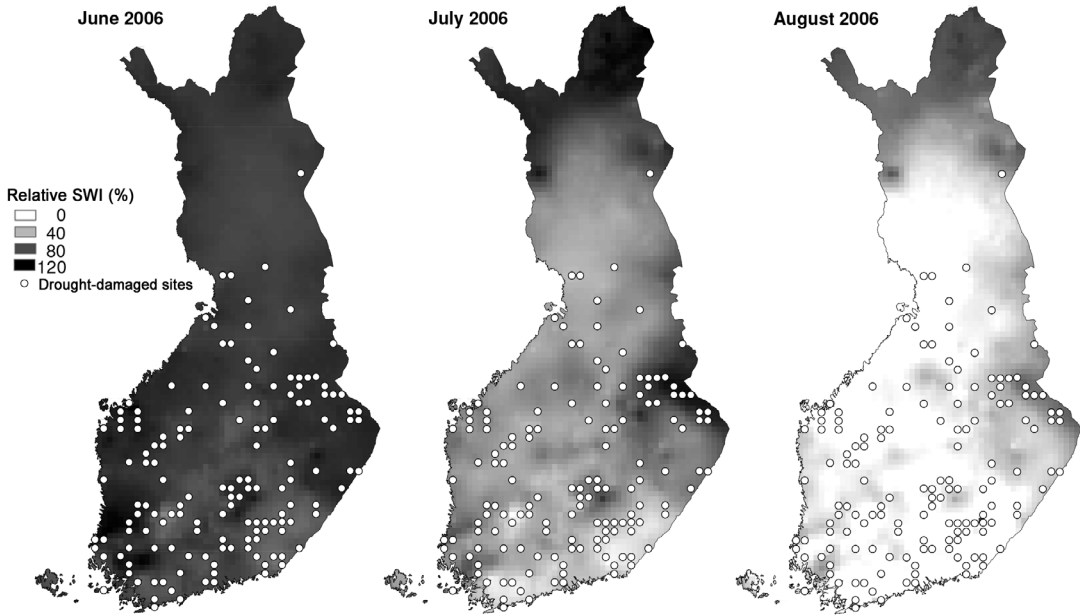 June 2006
July 2006
August 2006
Relative SWI (%)
0
40
80
120
Drought-damaged sites